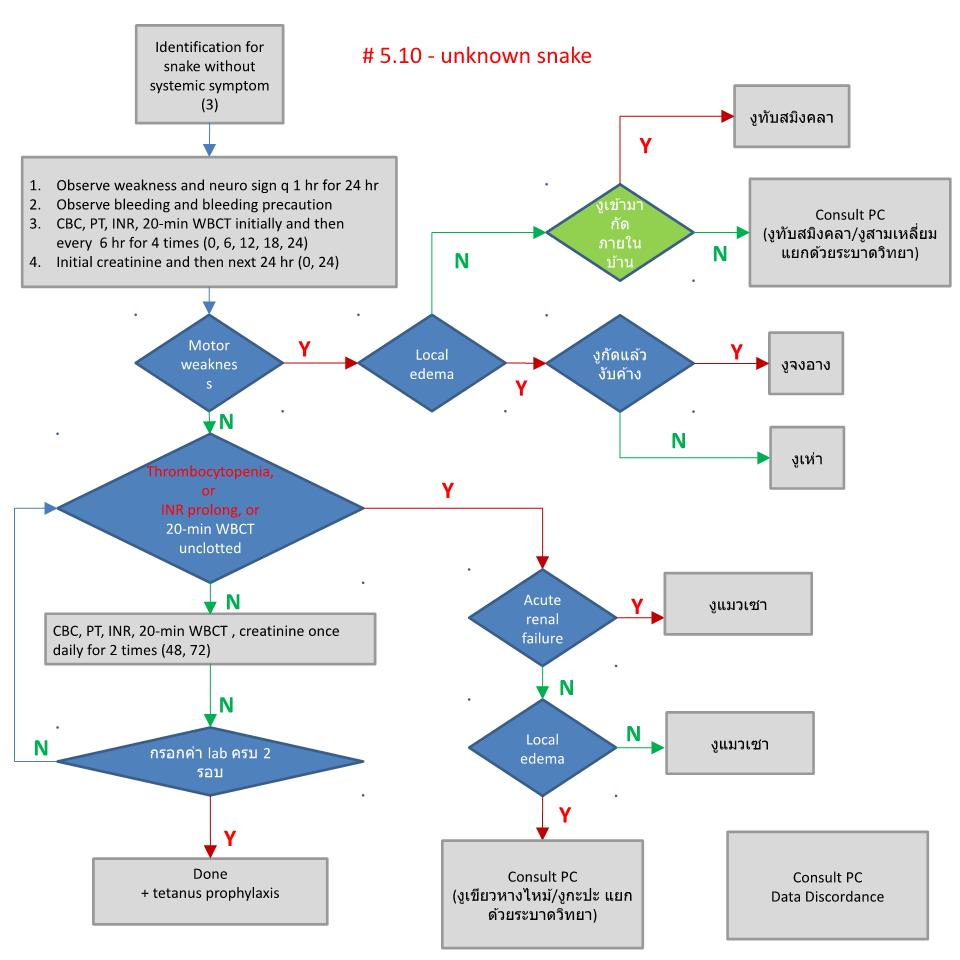 # 5.10 - unknown snake
Identification for
snake without
systemic symptom
(3)
1. Observe weakness and neuro sign q 1 hr for 24 hr
2. Observe bleeding and bleeding precaution
3. CBC, PT, INR, 20-min WBCT initially and then
every 6 hr for 4 times (0, 6, 12, 18, 24)
4. Initial creatinine and then next 24 hr (0, 24)
งูทับสมิงคลา
Y
งูเข้ามา
กัด
ภายใน
บ้าน
N
N
Consult PC
(งูทับสมิงคลา/งูสามเหลี่ยม
แยกด้วยระบาดวิทยา)
Motor
weaknes
s
Y
Local
edema
Y
งูกัดแล้ว
งับค้าง
Y
งูจงอาง
N
งูเห่า
N
Thrombocytopenia,
or
INR prolong, or
20-min WBCT
unclotted
Y
N
Acute
renal
failure
Y
งูแมวเซา
CBC, PT, INR, 20-min WBCT , creatinine once
daily for 2 times (48, 72)
N
N
Local
edema
N
งูแมวเซา
N
กรอกค่า lab ครบ 2
รอบ
Y
Y
Done
+ tetanus prophylaxis
Consult PC
(งูเขียวหางไหม้/งูกะปะ แยก
ด้วยระบาดวิทยา)
Consult PC
Data Discordance